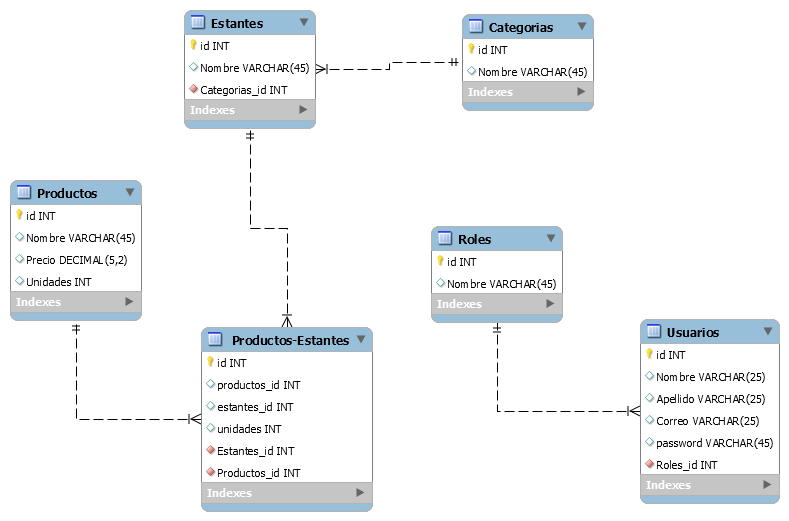 Estantes
id INT
Nombre VARCHAR(45)
Categorias_id INT
Indexes
Categorias
id INT
Nombre VARCHAR(45)
Indexes
Productos
id INT
Nombre VARCHAR(45)
Precio DECIMAL(5,2)
Unidades INT
Indexes
Roles
id INT
Nombre VARCHAR(45)
Indexes
Productos-Estantes
id INT
productos_id INT
estantes_id INT
unidades INT
Estantes_id INT
Productos_id INT
Indexes
Usuarios
id INT
Nombre VARCHAR(25)
Apellido VARCHAR(25)
Correo VARCHAR(25)
password VARCHAR(45)
Roles_id INT
Indexes